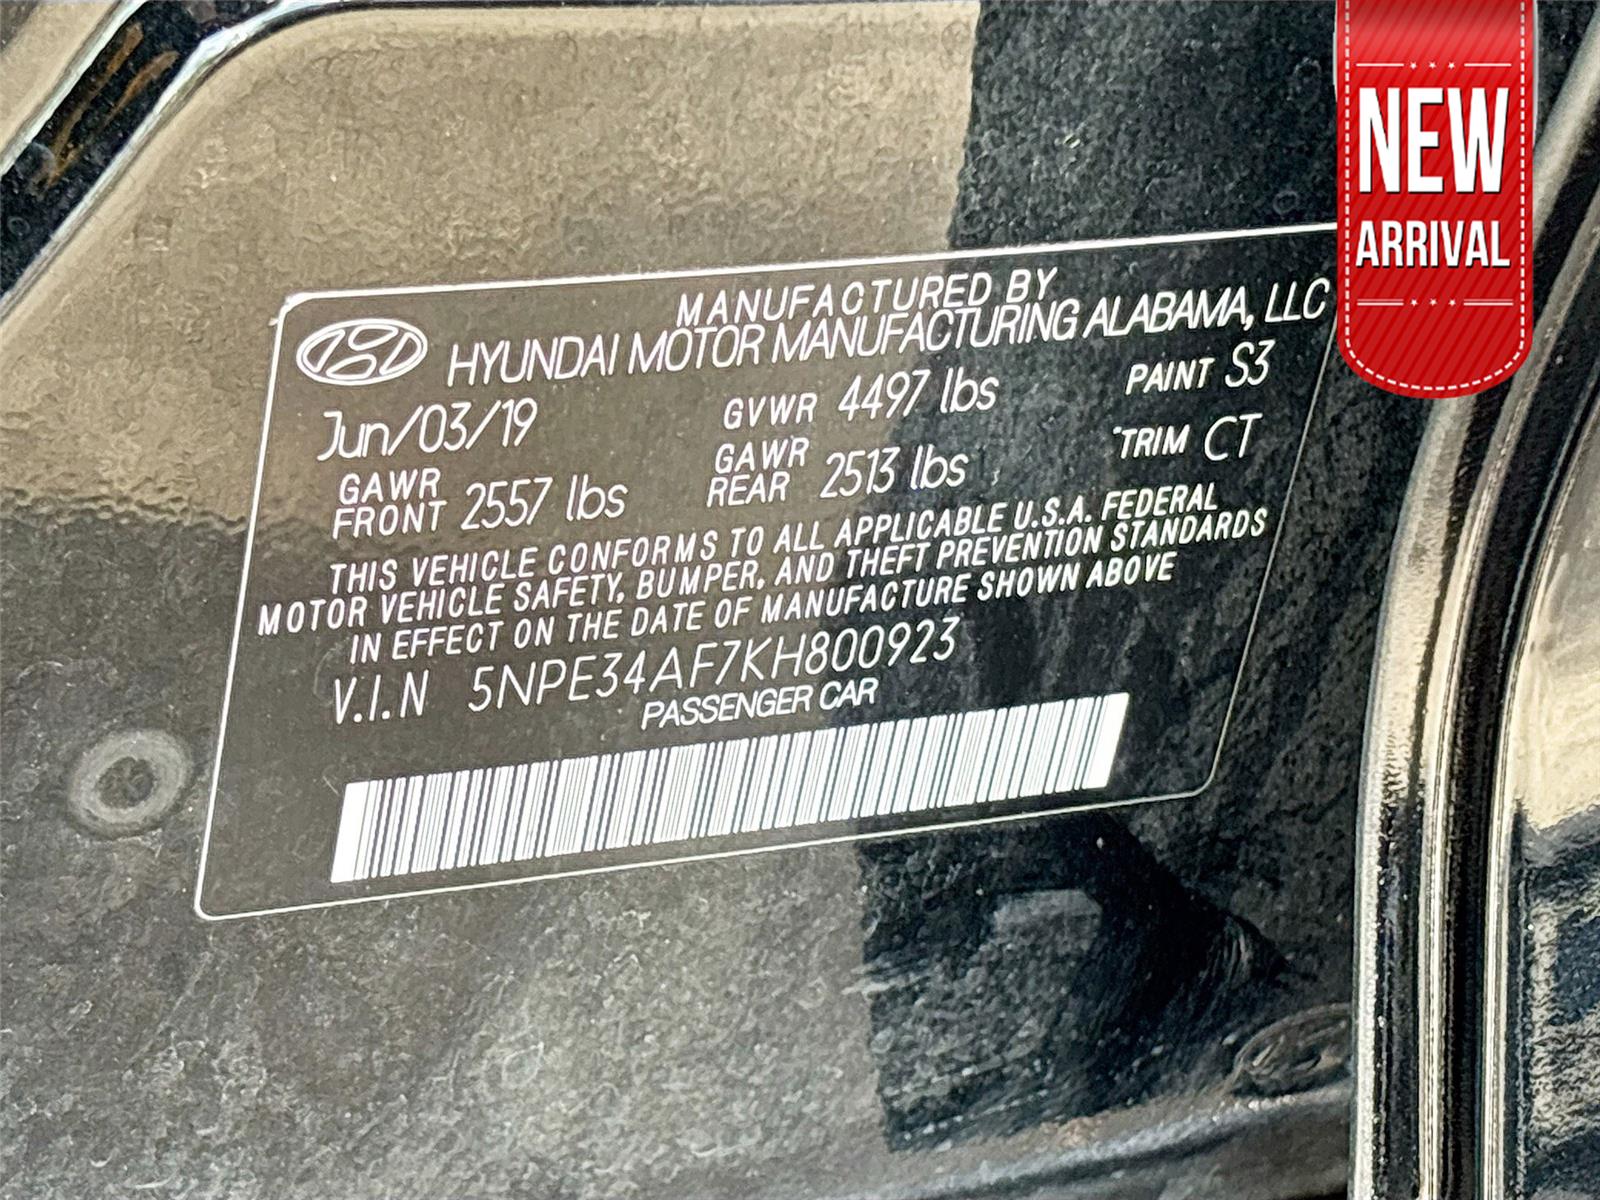 NEW
ARRIVAL
MANUFACTURED BY
HYUNDAI MOTOR MANUFACTURING ALABAMA, LLC
Jun/03/19 GVWR 4497 lbs PAINT S3
GAWR FRONT 2557 lbs GAWR REAR 2513 lbs TRIM CT
THIS VEHICLE CONFORMS TO ALL APPLICABLE U.S.A. FEDERAL
MOTOR VEHICLE SAFETY, BUMPER, AND THEFT PREVENTION STANDARDS
IN EFFECT ON THE DATE OF MANUFACTURE SHOWN ABOVE
V.I.N 5NPE34AF7KH800923
PASSENGER CAR